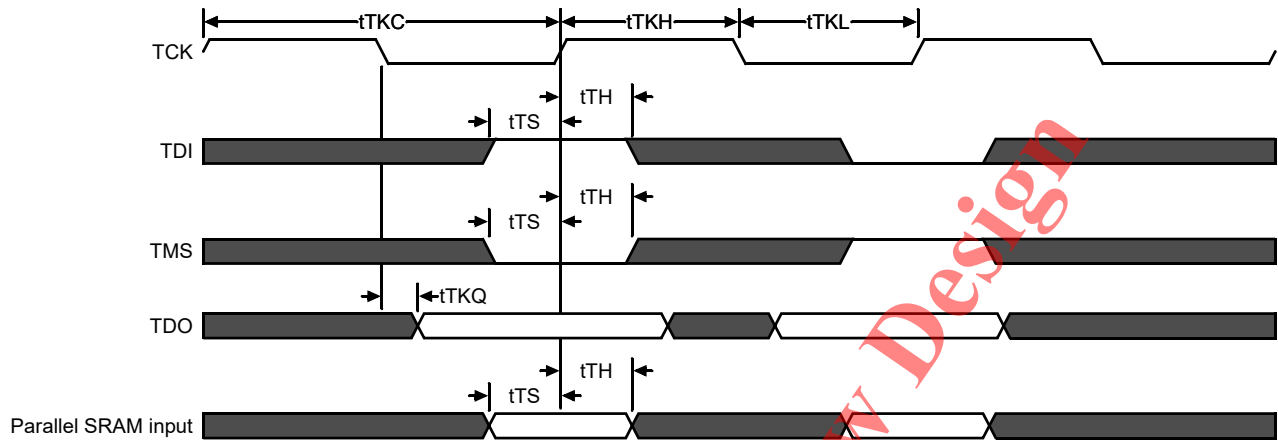 tTKC
tTKH
tTKL
TCK
tTH
tTS
TDI
tTH
tTS
TMS
tTKQ
TDO
tTH
tTS
Parallel SRAM input
w Design